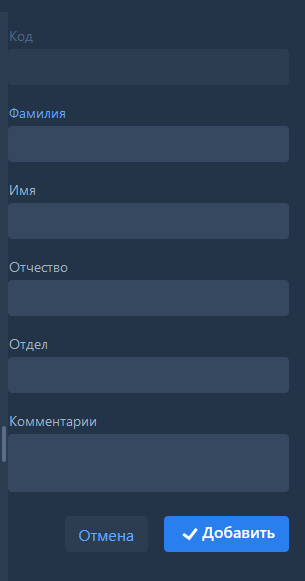 Код
Фамилия
Имя
Отчество
Отдел
Комментарии
Отмена Добавить